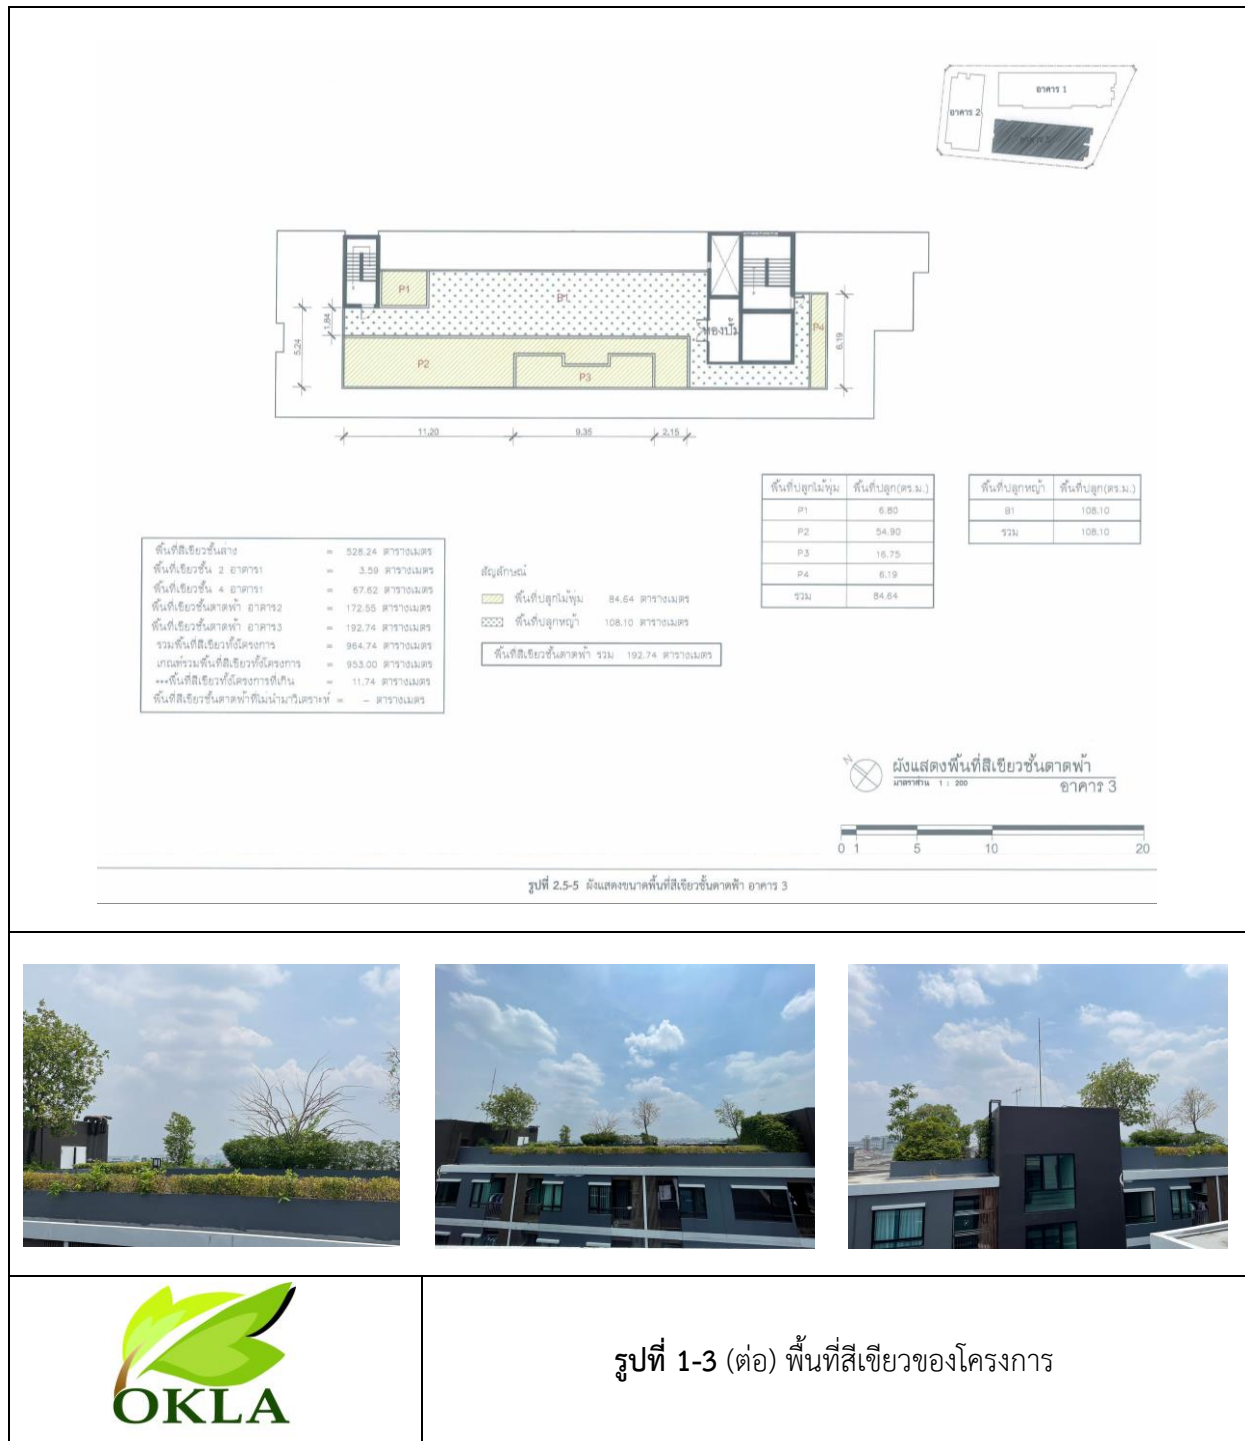 อาคาร 1
อาคาร 2
P1
B1
ห้องปั๊ม
P4
P2
P3
1.84
5.24
6.19
11.20
9.35
2.15
พื้นที่ปลูกไม้พุ่ม พื้นที่ปลูก(ตร.ม.)
P1 6.80
P2 54.90
P3 16.75
P4 6.19
รวม 84.64
พื้นที่ปลูกหญ้า พื้นที่ปลูก(ตร.ม.)
B1 108.10
รวม 108.10
พื้นที่สีเขียวชั้นล่าง = 528.24 ตารางเมตร
พื้นที่เขียวชั้น 2 อาคาร1 = 3.59 ตารางเมตร
พื้นที่เขียวชั้น 4 อาคาร1 = 67.62 ตารางเมตร
พื้นที่เขียวชั้นดาดฟ้า อาคาร2 = 172.55 ตารางเมตร
พื้นที่เขียวชั้นดาดฟ้า อาคาร3 = 192.74 ตารางเมตร
รวมพื้นที่สีเขียวทั้งโครงการ = 964.74 ตารางเมตร
เกณฑ์รวมพื้นที่สีเขียวทั้งโครงการ = 953.00 ตารางเมตร
***พื้นที่สีเขียวทั้งโครงการที่เกิน = 11.74 ตารางเมตร
พื้นที่สีเขียวชั้นดาดฟ้าที่ไม่นำมาวิเคราะห์ = – ตารางเมตร
สัญลักษณ์
พื้นที่ปลูกไม้พุ่ม 84.64 ตารางเมตร
พื้นที่ปลูกหญ้า 108.10 ตารางเมตร
พื้นที่สีเขียวชั้นดาดฟ้า รวม 192.74 ตารางเมตร
N
ผังแสดงพื้นที่สีเขียวชั้นดาดฟ้า
มาตราส่วน 1 : 200
อาคาร 3
0 1 5 10 20
รูปที่ 2.5-5 ผังแสดงขนาดพื้นที่สีเขียวชั้นดาดฟ้า อาคาร 3
OKLA
รูปที่ 1-3 (ต่อ) พื้นที่สีเขียวของโครงการ